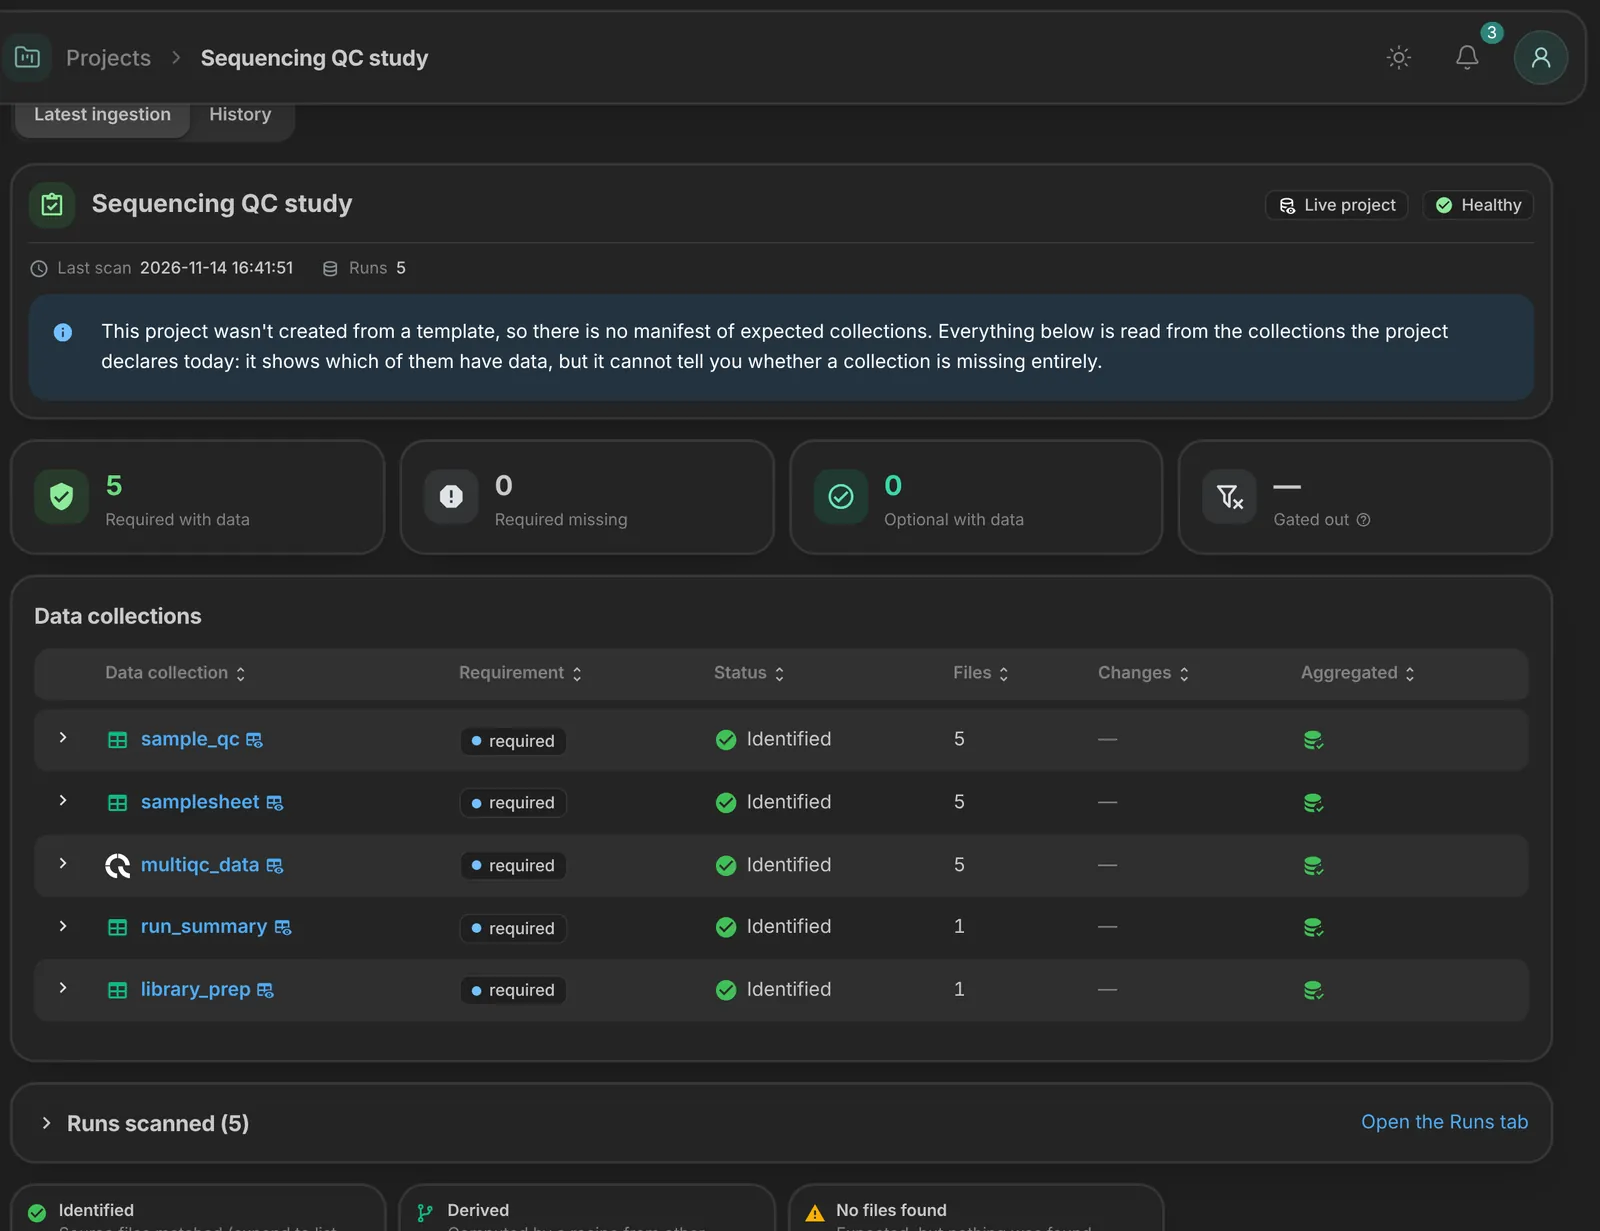 Projects > Sequencing QC study
3
Latest ingestion History
Sequencing QC study
Live project Healthy
Last scan 2026-11-14 16:41:51 Runs 5
This project wasn't created from a template, so there is no manifest of expected collections. Everything below is read from the collections the project
declares today: it shows which of them have data, but it cannot tell you whether a collection is missing entirely.
5
Required with data
0
Required missing
0
Optional with data
—
Gated out
Data collections
Data collection Requirement Status Files Changes Aggregated
sample_qc required Identified 5 —
samplesheet required Identified 5 —
multiqc_data required Identified 5 —
run_summary required Identified 1 —
library_prep required Identified 1 —
Runs scanned (5)
Open the Runs tab
Identified
Derived
No files found